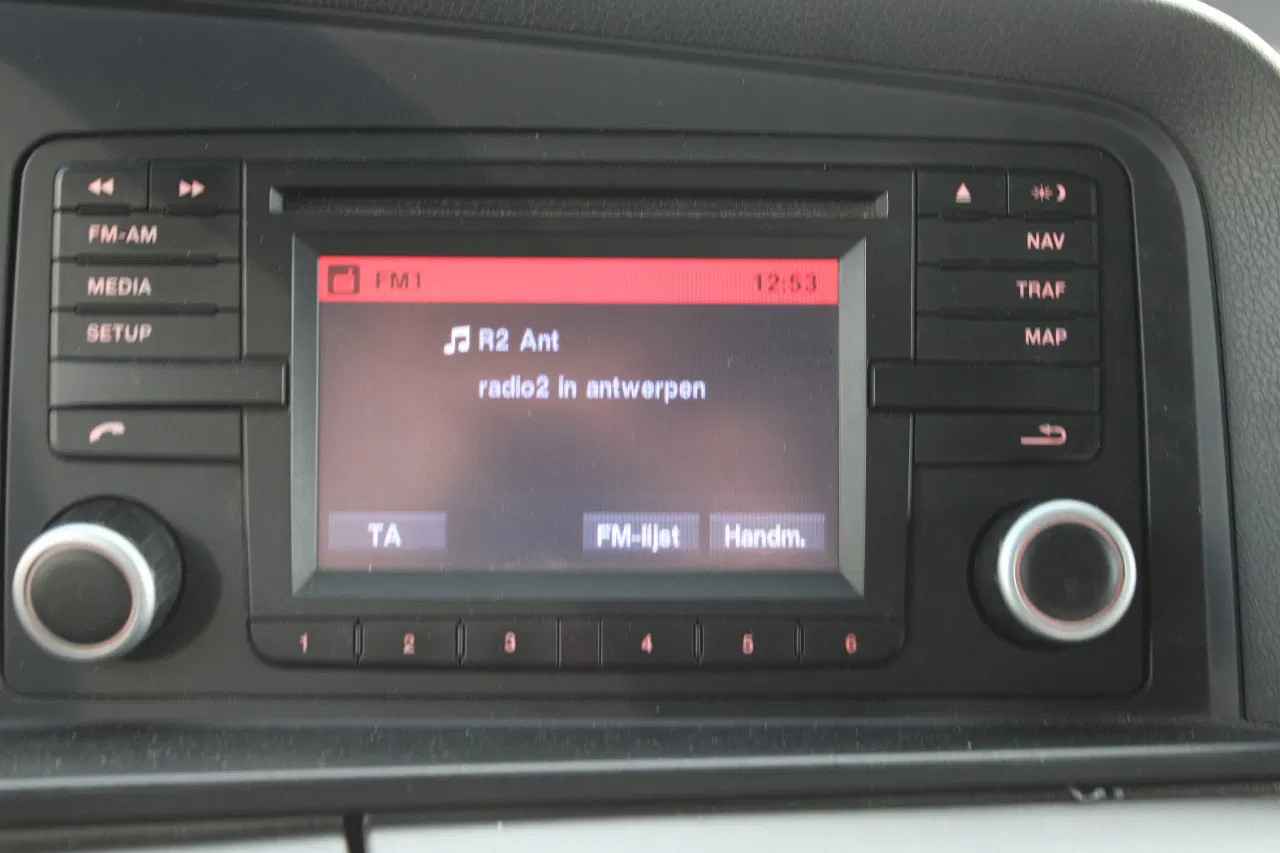 FM-AM
MEDIA
SETUP
FM1 12:53
R2 Ant
radio2 in antwerpen
TA FM-lijst Handm.
NAV
TRAF
MAP
1 2 3 4 5 6